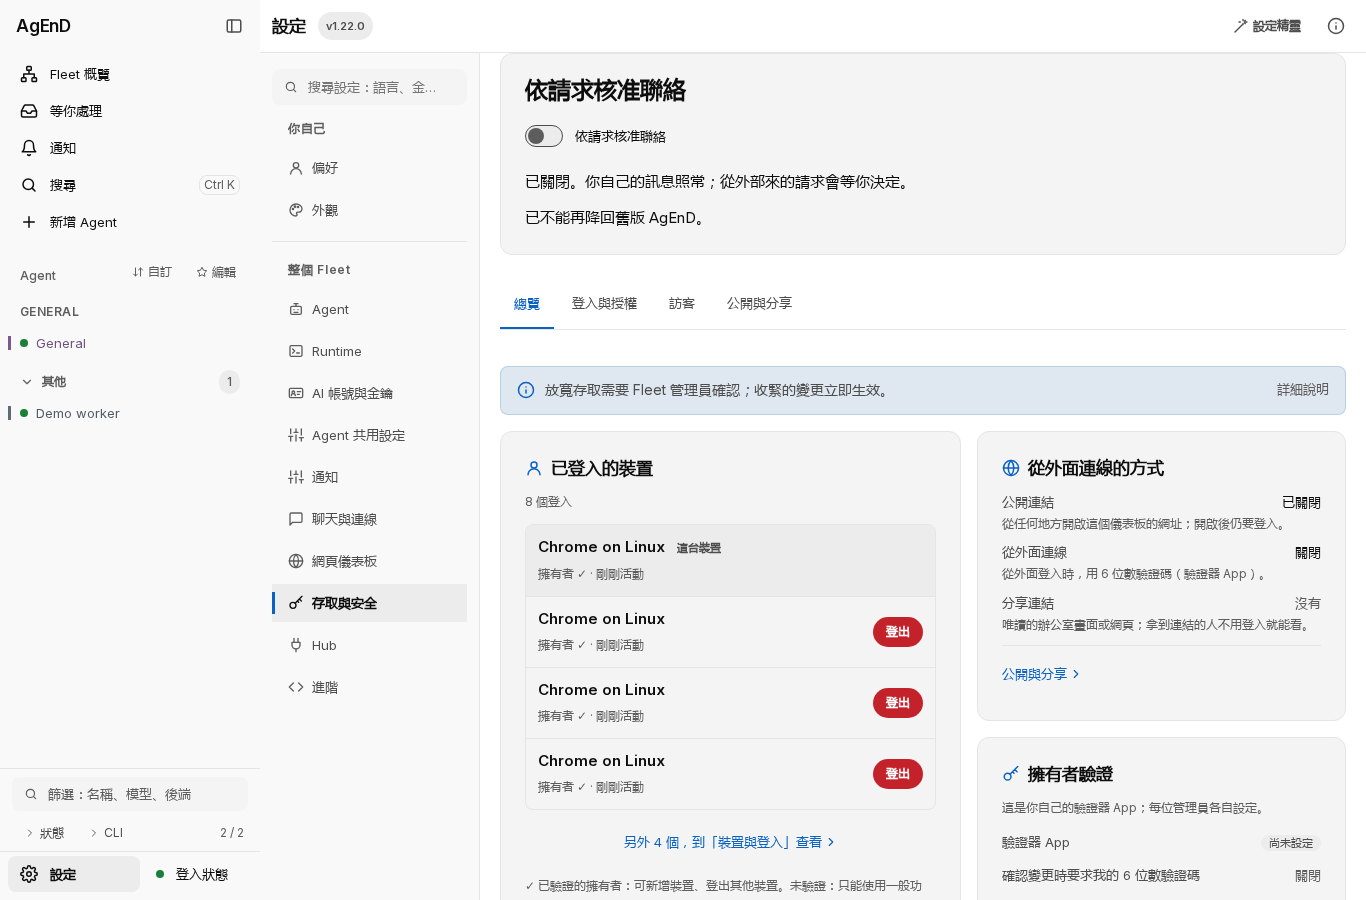 AgEnD
Fleet 概覽
等你處理
通知
搜尋
Ctrl K
新增 Agent
Agent
自訂
編輯
GENERAL
General
其他
1
Demo worker
篩選：名稱、模型、後端
狀態
CLI
2 / 2
設定
登入狀態
設定
v1.22.0
設定精靈
搜尋設定：語言、金…
你自己
偏好
外觀
整個 Fleet
Agent
Runtime
AI 帳號與金鑰
Agent 共用設定
通知
聊天與連線
網頁儀表板
存取與安全
Hub
進階
依請求核准聯絡
依請求核准聯絡
已關閉。你自己的訊息照常；從外部來的請求會等你決定。
已不能再降回舊版 AgEnD。
總覽
登入與授權
訪客
公開與分享
放寬存取需要 Fleet 管理員確認；收緊的變更立即生效。
詳細說明
已登入的裝置
8 個登入
Chrome on Linux 這台裝置
擁有者 ✓ · 剛剛活動
Chrome on Linux
擁有者 ✓ · 剛剛活動
登出
Chrome on Linux
擁有者 ✓ · 剛剛活動
登出
Chrome on Linux
擁有者 ✓ · 剛剛活動
登出
另外 4 個，到「裝置與登入」查看
✓ 已驗證的擁有者：可新增裝置、登出其他裝置。未驗證：只能使用一般功
從外面連線的方式
公開連結
已關閉
從任何地方開啟這個儀表板的網址；開啟後仍要登入。
從外面連線
關閉
從外面登入時，用 6 位數驗證碼（驗證器 App）。
分享連結
沒有
唯讀的辦公室畫面或網頁；拿到連結的人不用登入就能看。
公開與分享
擁有者驗證
這是你自己的驗證器 App；每位管理員各自設定。
驗證器 App
尚未設定
確認變更時要求我的 6 位數驗證碼
關閉